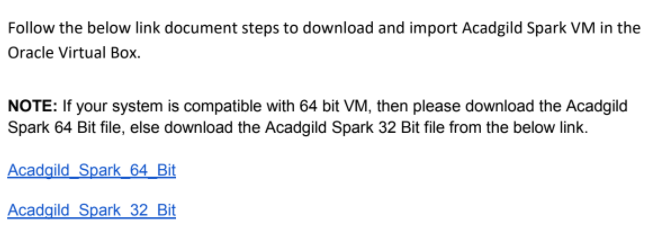 Follow the below link document steps to download and import Acadgild Spark VM in the
Oracle Virtual Box.
NOTE: If your system is compatible with 64 bit VM, then please download the Acadgild
Spark 64 Bit file, else download the Acadgild Spark 32 Bit file from the below link.
Acadgild_Spark_64_Bit
Acadgild_Spark_32_Bit